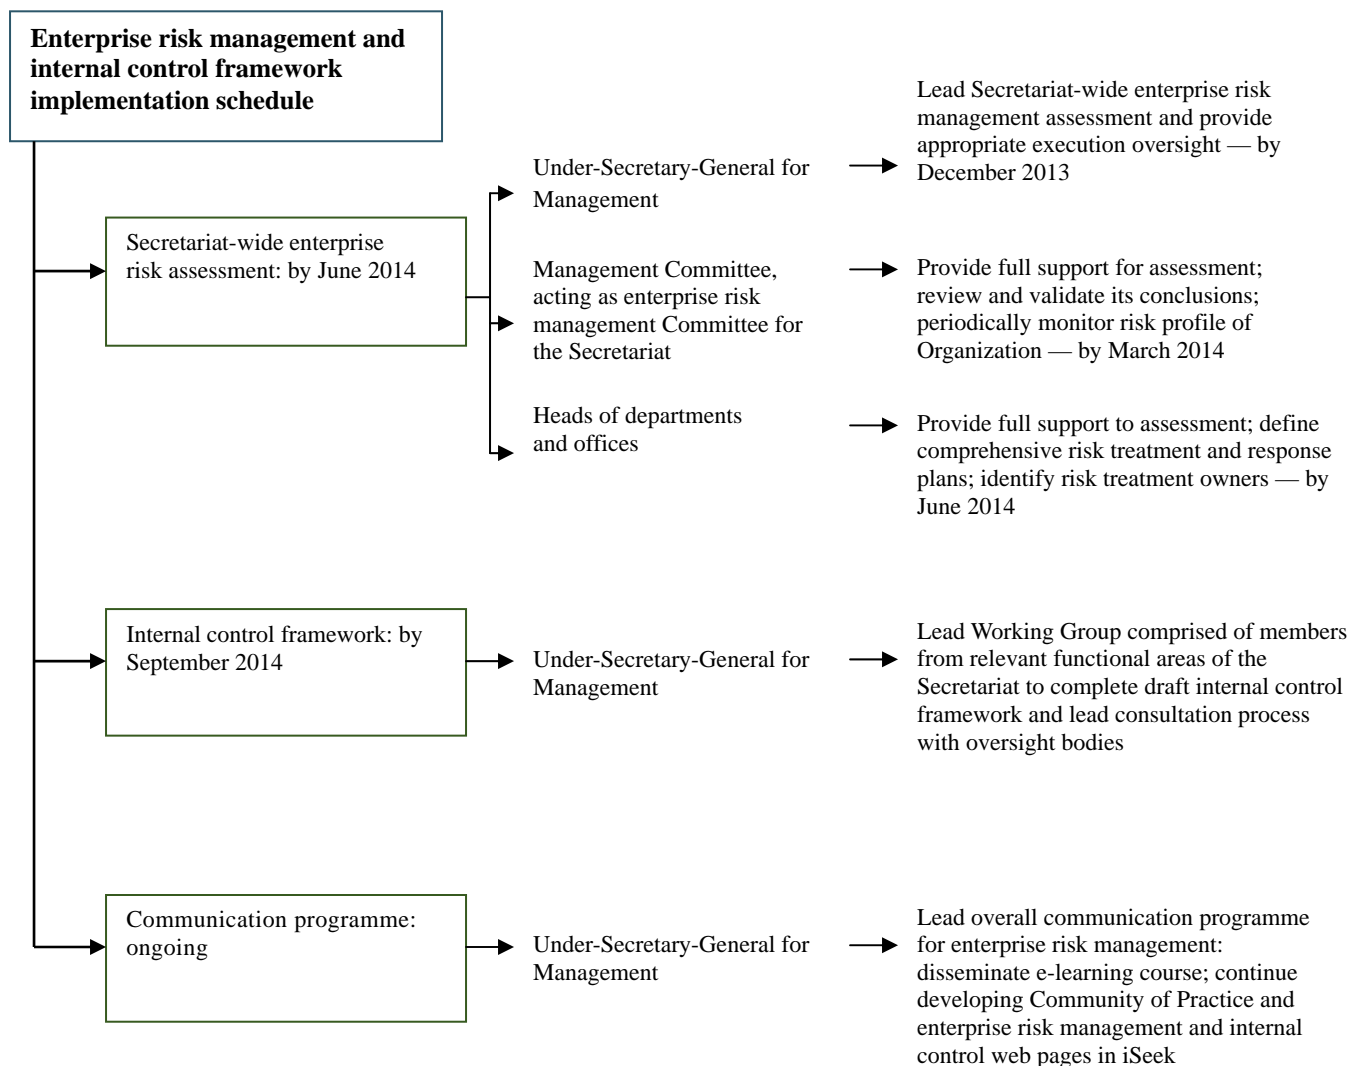 Enterprise risk management and
internal control framework
implementation schedule
Secretariat-wide enterprise
risk assessment: by June 2014
Under-Secretary-General for
Management
Lead Secretariat-wide enterprise risk
management assessment and provide
appropriate execution oversight — by
December 2013
Management Committee,
acting as enterprise risk
management Committee for
the Secretariat
Provide full support for assessment;
review and validate its conclusions;
periodically monitor risk profile of
Organization — by March 2014
Heads of departments
and offices
Provide full support to assessment; define
comprehensive risk treatment and response
plans; identify risk treatment owners — by
June 2014
Internal control framework: by
September 2014
Under-Secretary-General for
Management
Lead Working Group comprised of members
from relevant functional areas of the
Secretariat to complete draft internal control
framework and lead consultation process
with oversight bodies
Communication programme:
ongoing
Under-Secretary-General for
Management
Lead overall communication programme
for enterprise risk management:
disseminate e-learning course; continue
developing Community of Practice and
enterprise risk management and internal
control web pages in iSeek